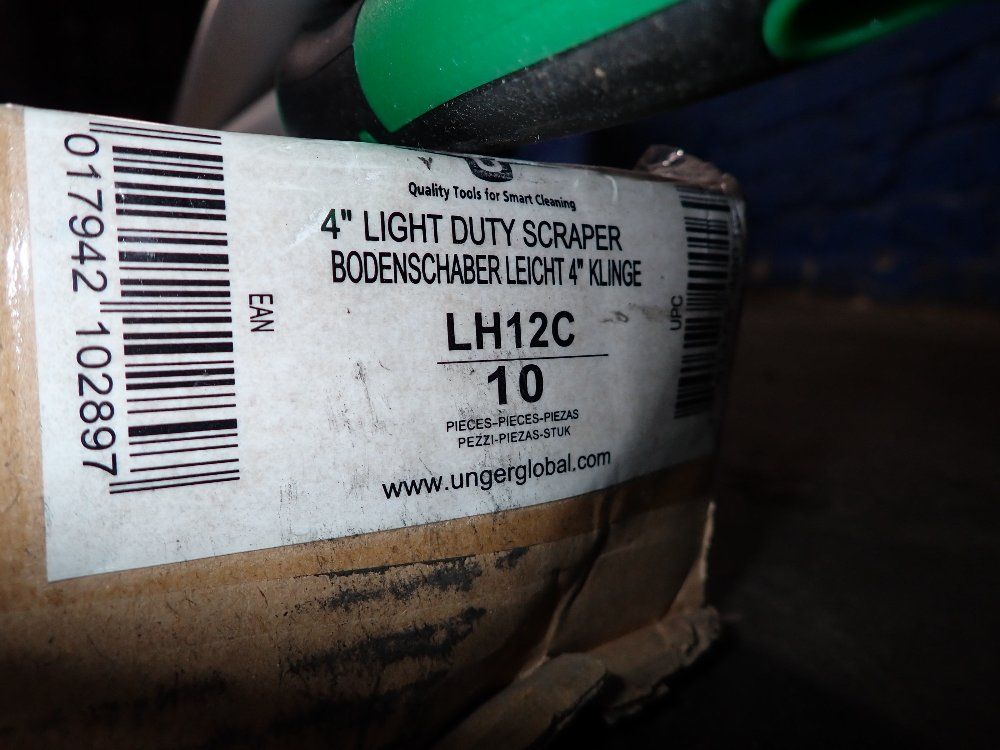 017942 102897
EAN
Quality Tools for Smart Cleaning
4" LIGHT DUTY SCRAPER
BODENSCHABER LEICHT 4" KLINGE
LH12C
10
PIECES-PIECES-PIEZAS
PEZZI-PIEZAS-STUK
www.ungerglobal.com
UPC